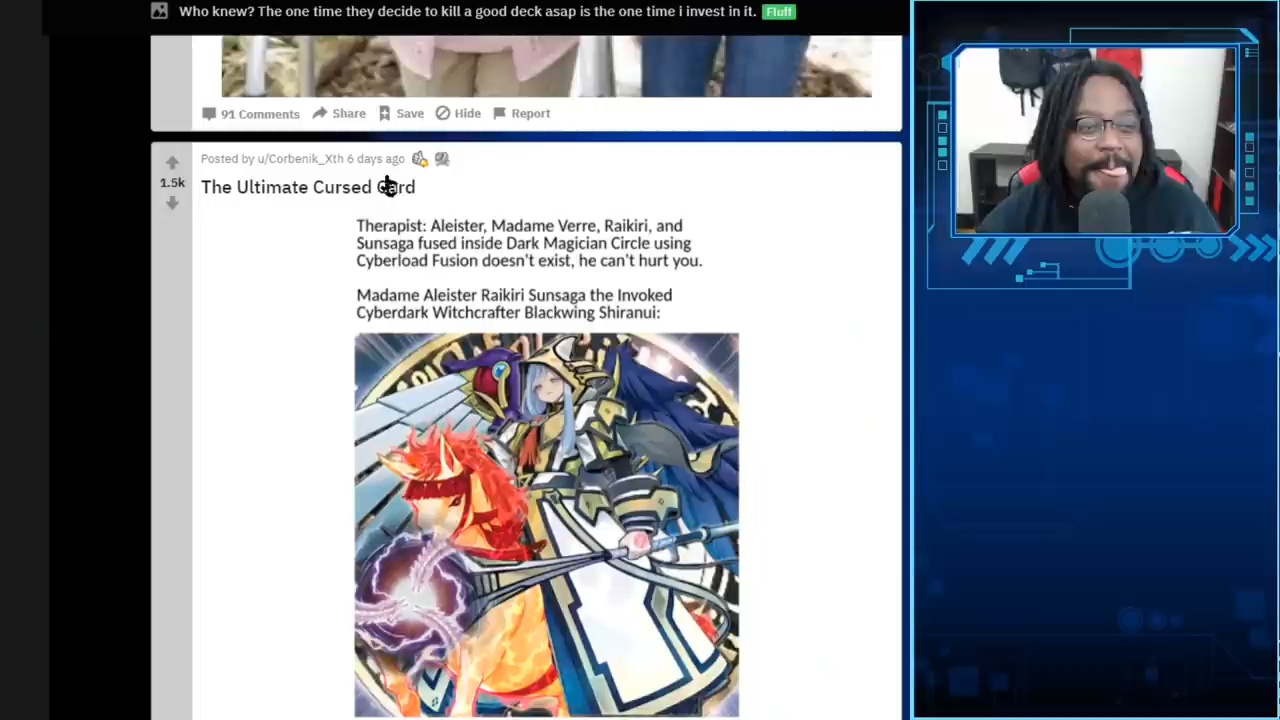 Who knew? The one time they decide to kill a good deck asap is the one time i invest in it. Fluff
91 Comments Share Save Hide Report
Posted by u/Corbenik_Xth 6 days ago
1.5k
The Ultimate Cursed Card
Therapist: Aleister, Madame Verre, Raikiri, and
Sunsaga fused inside Dark Magician Circle using
Cyberload Fusion doesn't exist, he can't hurt you.
Madame Aleister Raikiri Sunsaga the Invoked
Cyberdark Witchcrafter Blackwing Shiranui: